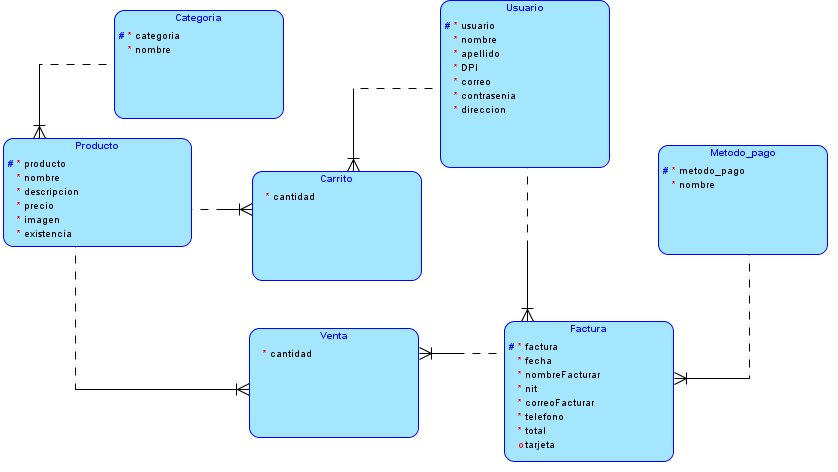 Categoria
# * categoria
* nombre
Usuario
# * usuario
* nombre
* apellido
* DPI
* correo
* contrasenia
* direccion
Producto
# * producto
* nombre
* descripcion
* precio
* imagen
* existencia
Carrito
* cantidad
Metodo_pago
# * metodo_pago
* nombre
Venta
* cantidad
Factura
# * factura
* fecha
* nombreFacturar
* nit
* correoFacturar
* telefono
* total
o tarjeta